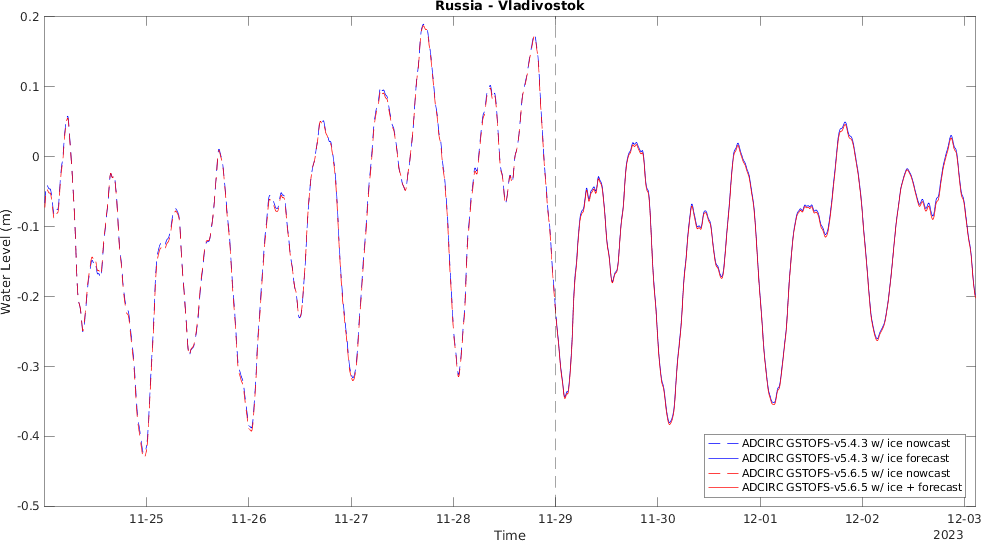 Russia - Vladivostok
Water Level (m)
0.2
0.1
0
-0.1
-0.2
-0.3
-0.4
-0.5
ADCIRC GSTOFS-v5.4.3 w/ ice nowcast
ADCIRC GSTOFS-v5.4.3 w/ ice forecast
ADCIRC GSTOFS-v5.6.5 w/ ice nowcast
ADCIRC GSTOFS-v5.6.5 w/ ice + forecast
11-25 11-26 11-27 11-28 11-29 11-30 12-01 12-02 12-03
Time
2023